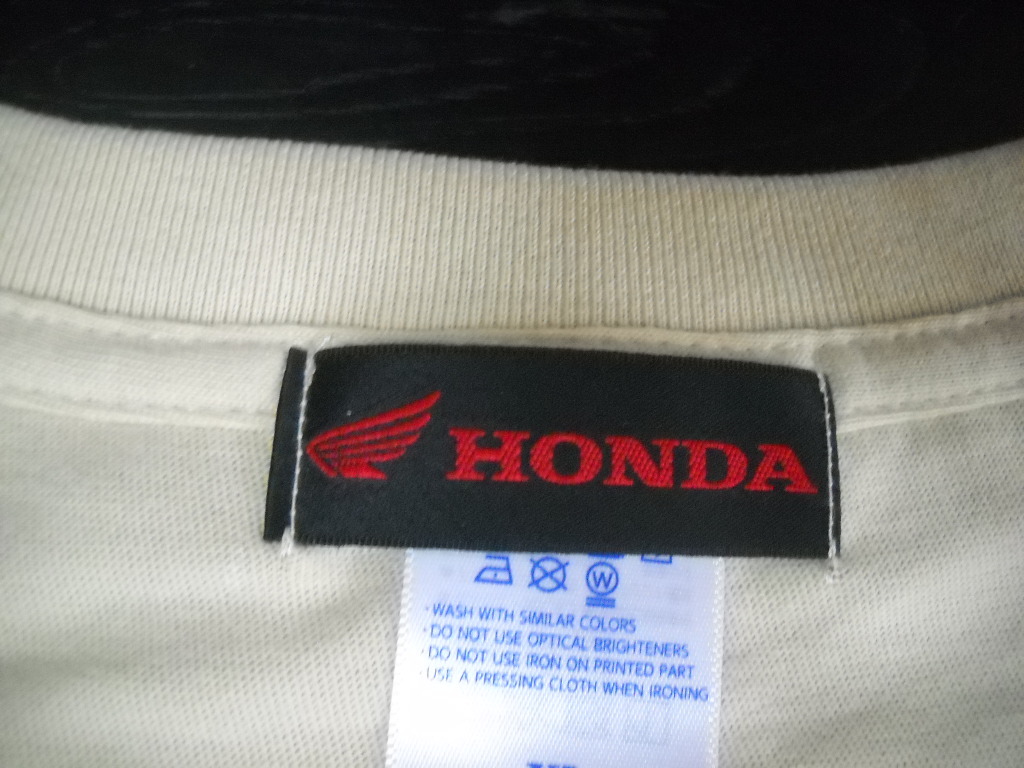 HONDA
W
· WASH WITH SIMILAR COLORS
· DO NOT USE OPTICAL BRIGHTENERS
· DO NOT USE IRON ON PRINTED PART
· USE A PRESSING CLOTH WHEN IRONING